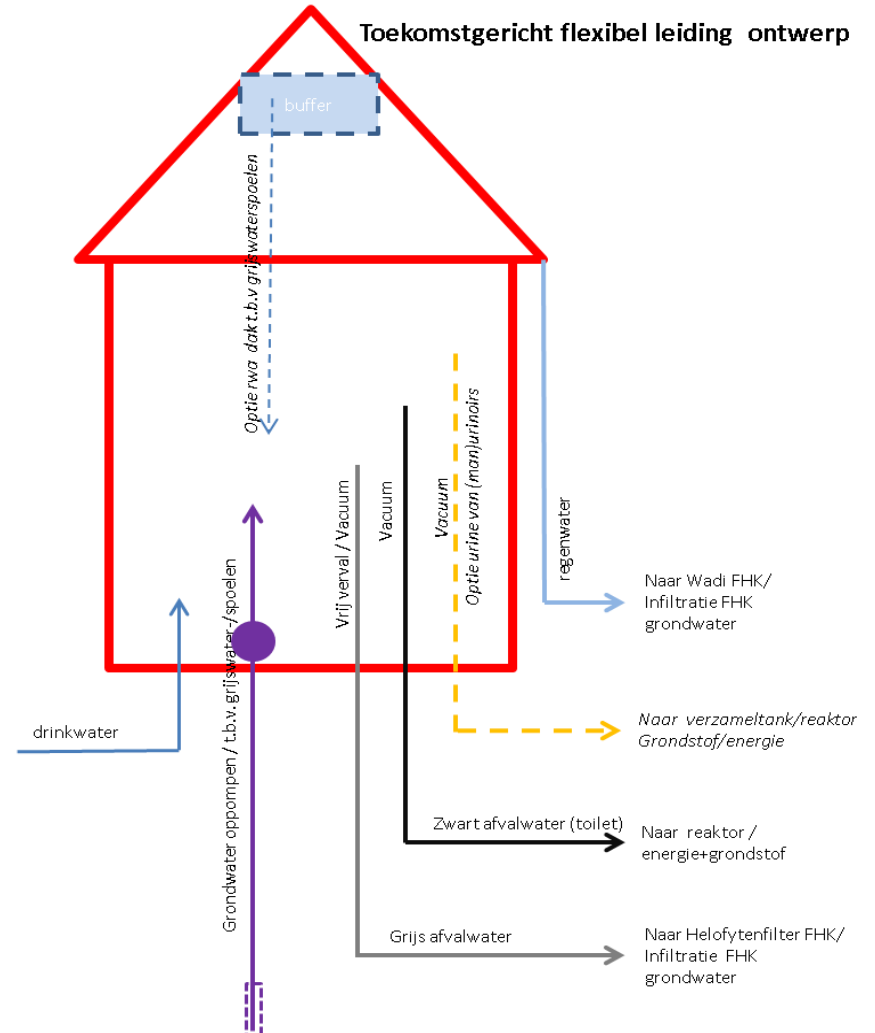 Toekomstgericht flexibel leiding ontwerp
buffer
Optie rwa dak t.b.v grijswaterspoelen
Vrij verval / Vacuum
Vacuum
Vacuum
Optie urine van (man)urinoirs
regenwater
Naar Wadi FHK/
Infiltratie FHK
grondwater
drinkwater
Grondwater oppompen / t.b.v. grijswater-/spoelen
Naar verzameltank/reaktor
Grondstof/energie
Zwart afvalwater (toilet)
Naar reaktor /
energie+grondstof
Grijs afvalwater
Naar Helofytenfilter FHK/
Infiltratie FHK
grondwater